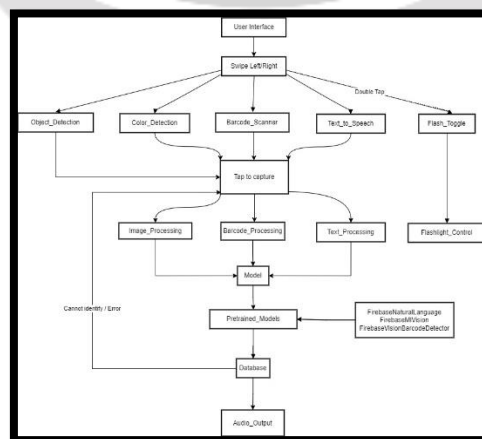 User Interface
Swipe Left/Right
Double Tap
Object_Detection
Color_Detection
Barcode_Scannar
Text_to_Speech
Flash_Toggle
Tap to capture
Image_Processing
Barcode_Processing
Text_Processing
Flashlight_Control
Model
Cannot identify / Error
Pretrained_Models
FirebaseNaturalLanguage
FirebaseMlVision
FirebaseVisionBarcodeDetector
Database
Audio_Output